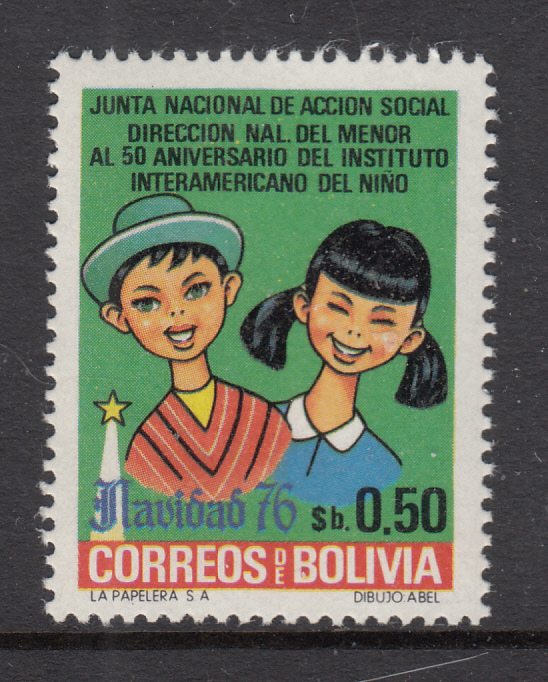 JUNTA NACIONAL DE ACCION SOCIAL
DIRECCION NAL. DEL MENOR
AL 50 ANIVERSARIO DEL INSTITUTO
INTERAMERICANO DEL NIÑO
Navidad 76 $b. 0.50
CORREOS DE BOLIVIA
LA PAPELERA S A DIBUJO: ABEL